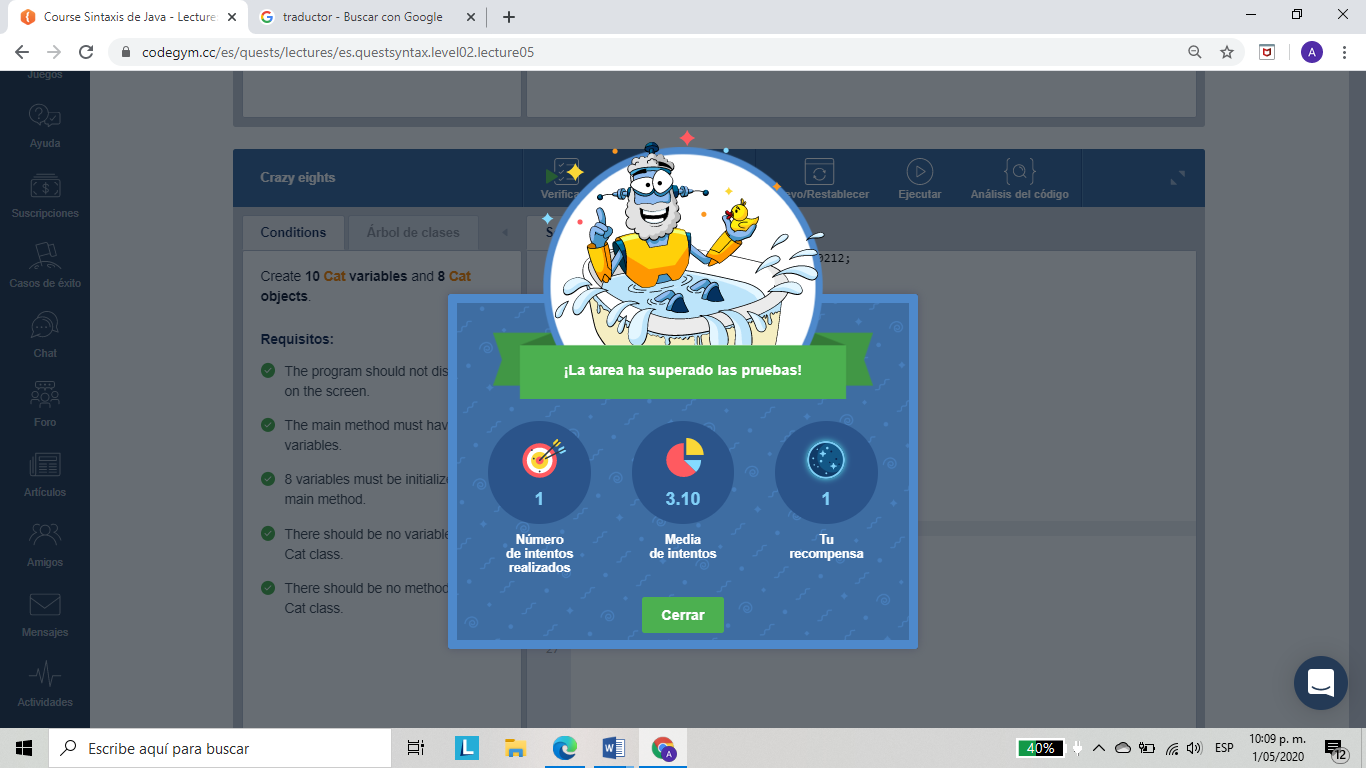 Course Sintaxis de Java - Lecture
traductor - Buscar con Google
codegym.cc/es/quests/lectures/es.questsyntax.level02.lecture05
A
Juegos
Ayuda
Suscripciones
Casos de éxito
Chat
Foro
Artículos
Amigos
Mensajes
Actividades
Crazy eights
Verifica
evo/Restablecer
Ejecutar
Análisis del código
Conditions
Árbol de clases
S
9212;
Create 10 Cat variables and 8 Cat
objects.
Requisitos:
The program should not dis
on the screen.
The main method must hav
variables.
8 variables must be initialize
main method.
There should be no variable
Cat class.
There should be no method
Cat class.
¡La tarea ha superado las pruebas!
1
3.10
1
Número
de intentos
realizados
Media
de intentos
Tu
recompensa
Cerrar
27
Escribe aquí para buscar
L
W
A
40%
ESP
10:09 p. m.
1/05/2020
12